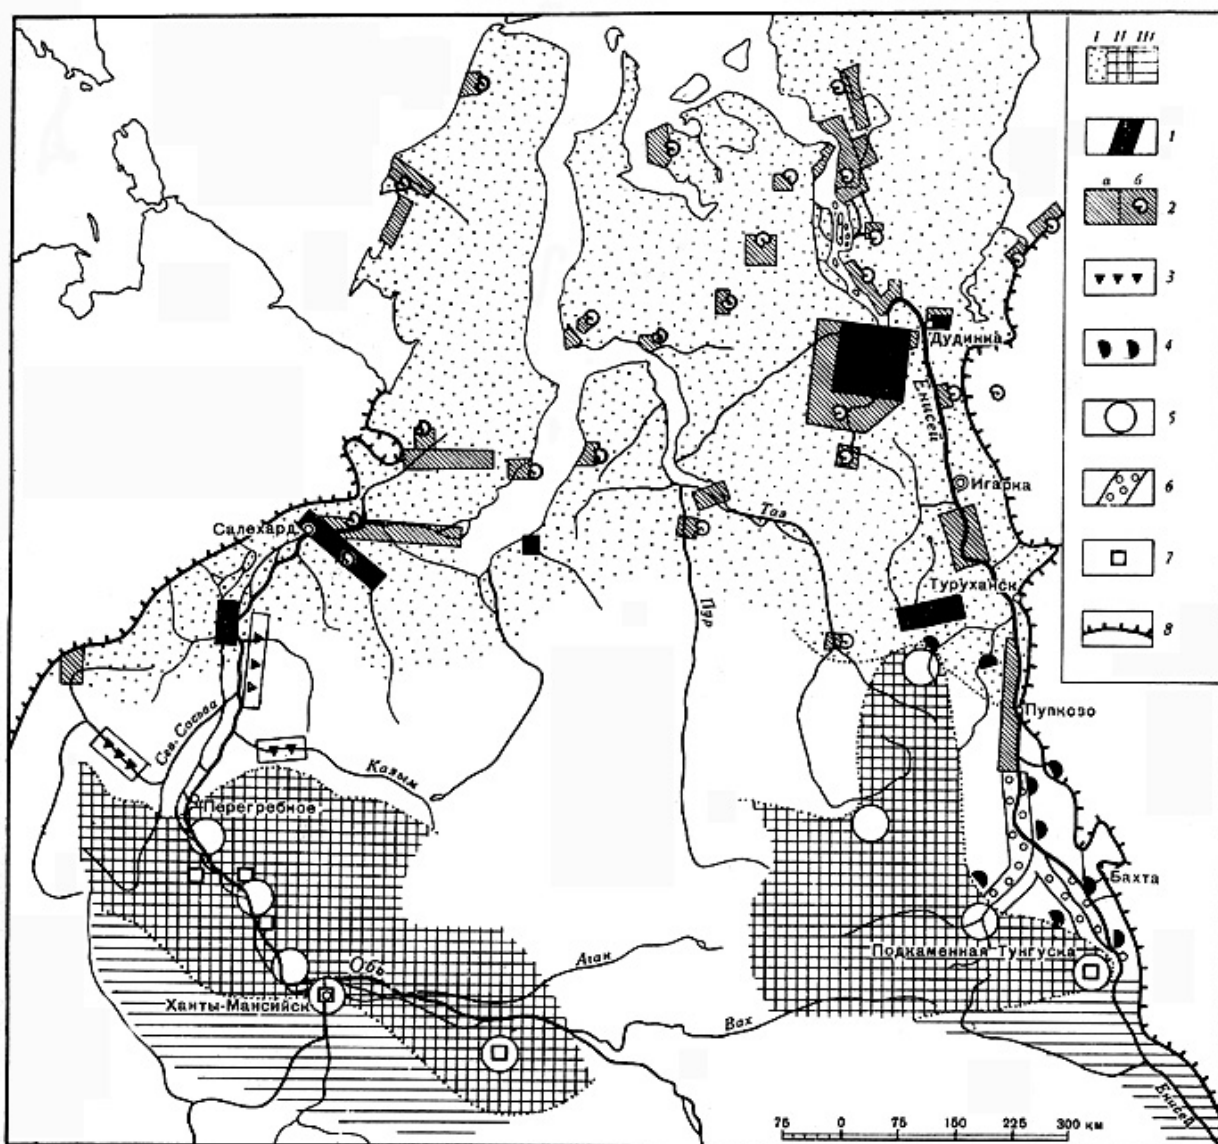 I II III
1
а б
2
3
4
5
6
7
8
Дудинка
Енисей
Игарка
Салехард
Таз
Туруханск
Пур
Пупково
Сев. Сосьва
Казым
Перегребное
Бахта
Подкаменная Тунгуска
Обь
Аган
Ханты-Мансийск
Вах
Енисей
75 0 75 150 225 300 км